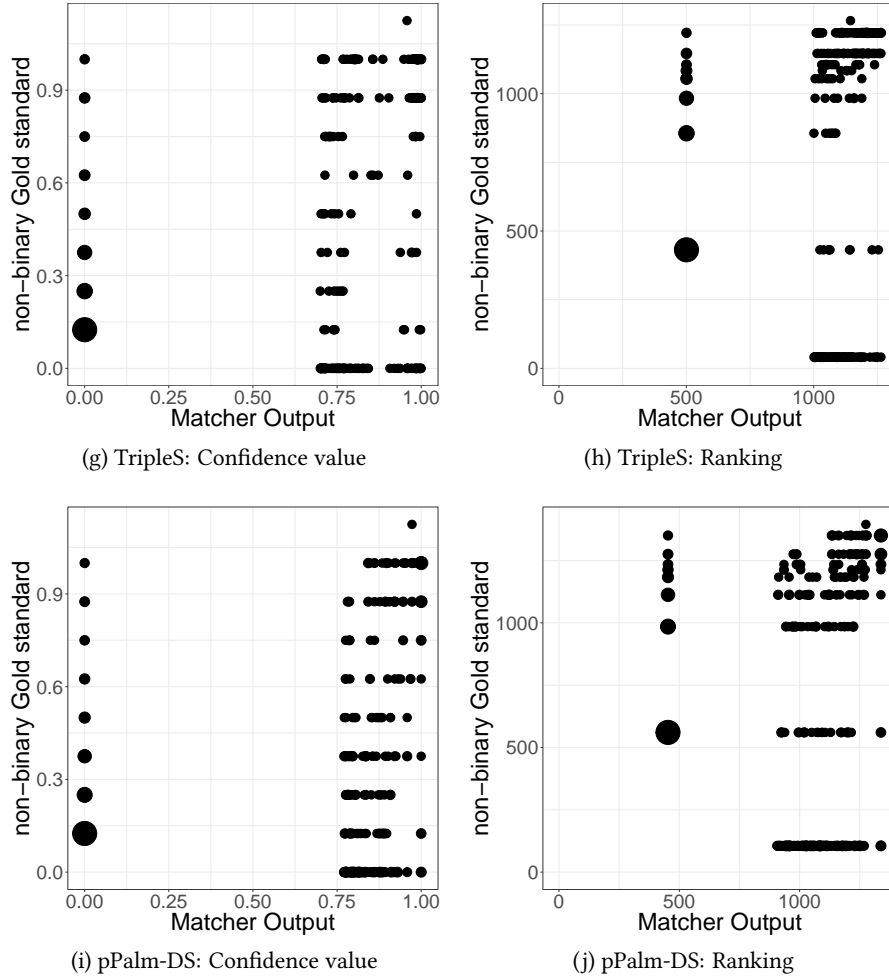 non-binary Gold standard
0.9
0.6
0.3
0.0
0.00 0.25 0.50 0.75 1.00
Matcher Output
(g) TripleS: Confidence value
non-binary Gold standard
1000
500
0
0 500 1000
Matcher Output
(h) TripleS: Ranking
non-binary Gold standard
0.9
0.6
0.3
0.0
0.00 0.25 0.50 0.75 1.00
Matcher Output
(i) pPalm-DS: Confidence value
non-binary Gold standard
1000
500
0
0 500 1000
Matcher Output
(j) pPalm-DS: Ranking